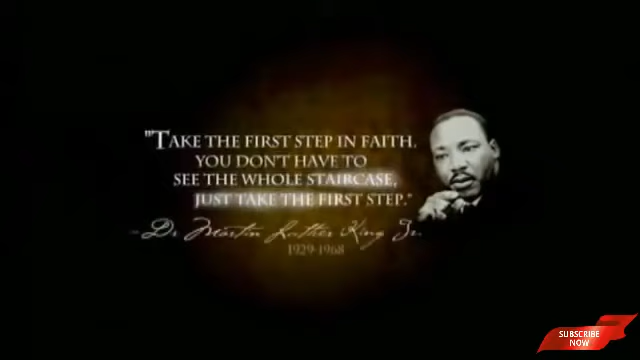 "TAKE THE FIRST STEP IN FAITH.
YOU DON'T HAVE TO
SEE THE WHOLE STAIRCASE,
JUST TAKE THE FIRST STEP."
- Dr Martin Luther King Jr.
1929-1968
SUBSCRIBE
NOW